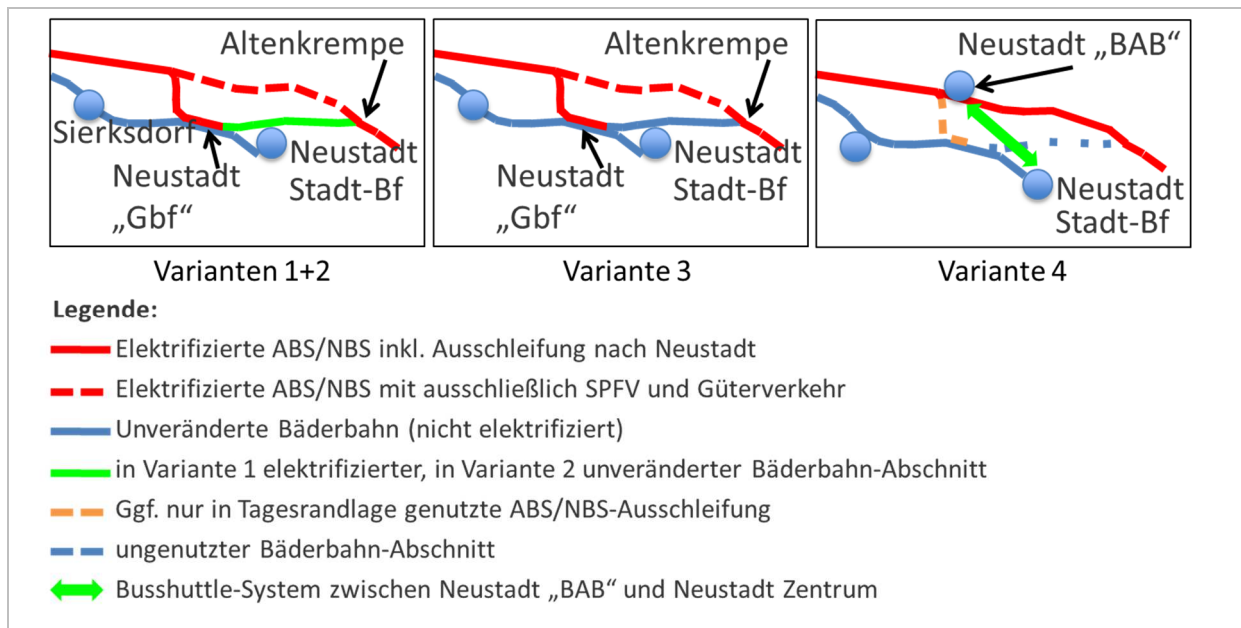 Altenkrempe
Sierksdorf
Neustadt
„Gbf“
Neustadt
Stadt-Bf
Varianten 1+2
Altenkrempe
Neustadt
„Gbf“
Neustadt
Stadt-Bf
Variante 3
Neustadt „BAB“
Neustadt
Stadt-Bf
Variante 4
Legende:
Elektrifizierte ABS/NBS inkl. Ausschleifung nach Neustadt
Elektrifizierte ABS/NBS mit ausschließlich SPFV und Güterverkehr
Unveränderte Bäderbahn (nicht elektrifiziert)
in Variante 1 elektrifizierter, in Variante 2 unveränderter Bäderbahn-Abschnitt
Ggf. nur in Tagesrandlage genutzte ABS/NBS-Ausschleifung
ungenutzter Bäderbahn-Abschnitt
Busshuttle-System zwischen Neustadt „BAB“ und Neustadt Zentrum